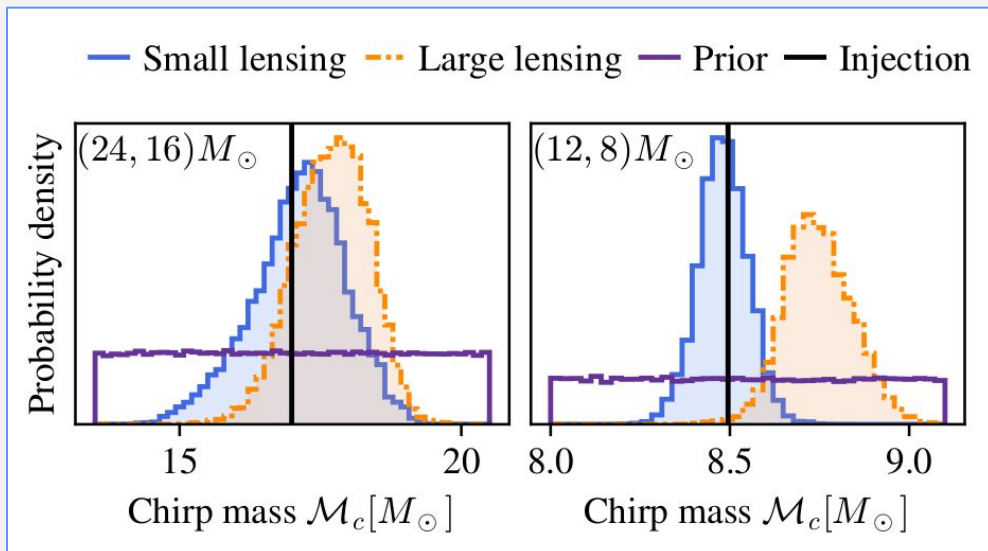 Small lensing Large lensing Prior Injection
(24, 16)M⊙ (12, 8)M⊙
Probability density
15 20 8.0 8.5 9.0
Chirp mass ℳc[M⊙] Chirp mass ℳc[M⊙]